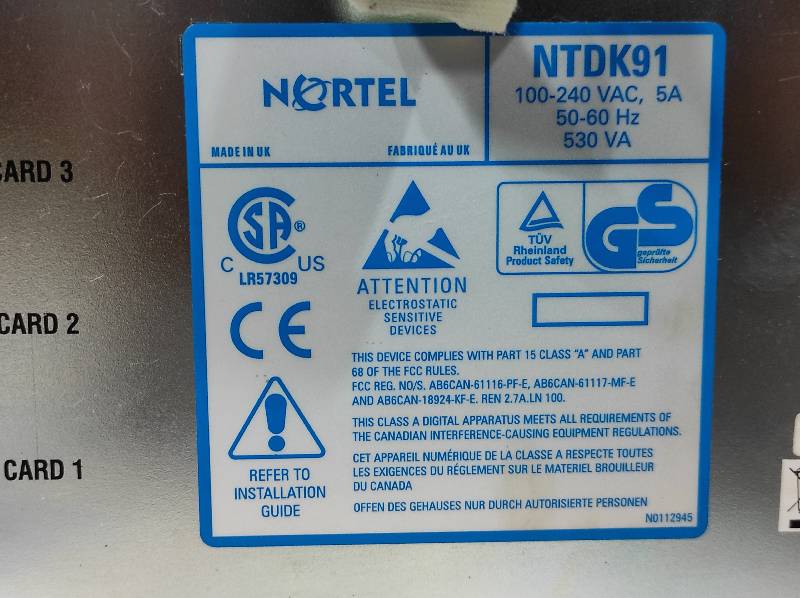 NORTEL
MADE IN UK
FABRIQUÉ AU UK
NTDK91
100-240 VAC, 5A
50-60 Hz
530 VA
CARD 3
CARD 2
CARD 1
SA®
C US
LR57309
CE
REFER TO
INSTALLATION
GUIDE
ATTENTION
ELECTROSTATIC
SENSITIVE
DEVICES
TÜV
Rheinland
Product Safety
GS
geprüfte
Sicherheit
THIS DEVICE COMPLIES WITH PART 15 CLASS "A" AND PART
68 OF THE FCC RULES.
FCC REG. NO/S. AB6CAN-61116-PF-E, AB6CAN-61117-MF-E
AND AB6CAN-18924-KF-E. REN 2.7A.LN 100.
THIS CLASS A DIGITAL APPARATUS MEETS ALL REQUIREMENTS OF
THE CANADIAN INTERFERENCE-CAUSING EQUIPMENT REGULATIONS.
CET APPAREIL NUMÉRIQUE DE LA CLASSE A RESPECTE TOUTES
LES EXIGENCES DU RÉGLEMENT SUR LE MATERIEL BROUILLEUR
DU CANADA
OFFEN DES GEHAUSES NUR DURCH AUTORISIERTE PERSONEN
N0112945